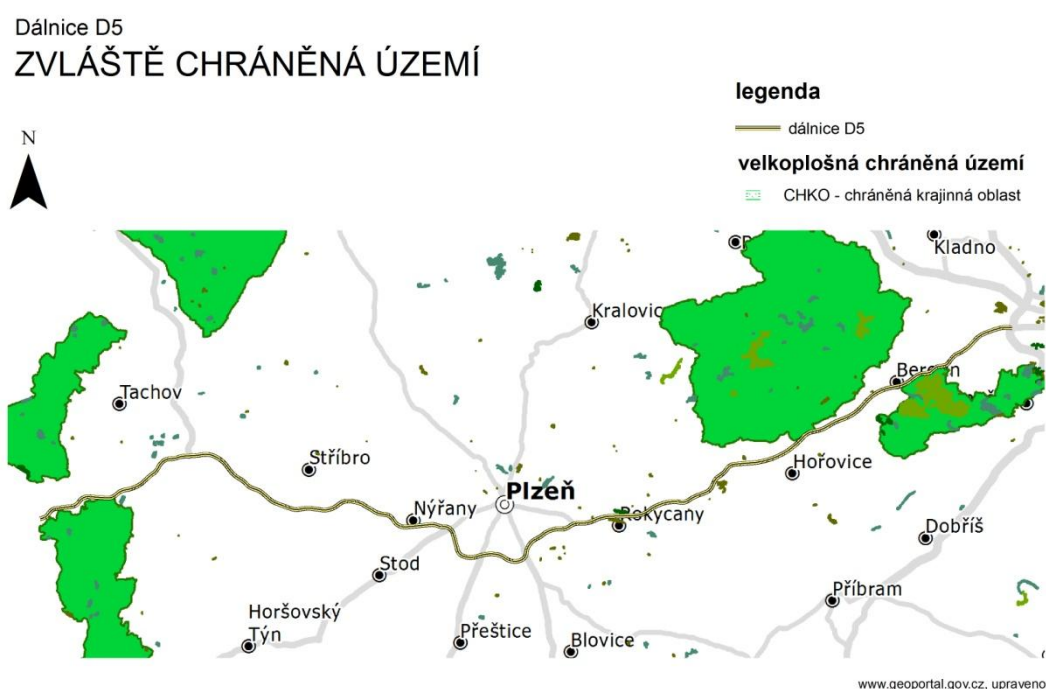 Dálnice D5
ZVLÁŠTĚ CHRÁNĚNÁ ÚZEMÍ
legenda
dálnice D5
velkoplošná chráněná území
CHKO - chráněná krajinná oblast
N
Kladno
Kralovic
Tachov
Stříbro
Plzeň
Nýřany
Rokycany
Hořovice
Dobříš
Stod
Příbram
Horšovský
Týn
Přeštice
Blovice
www.geoportal.gov.cz, upraveno